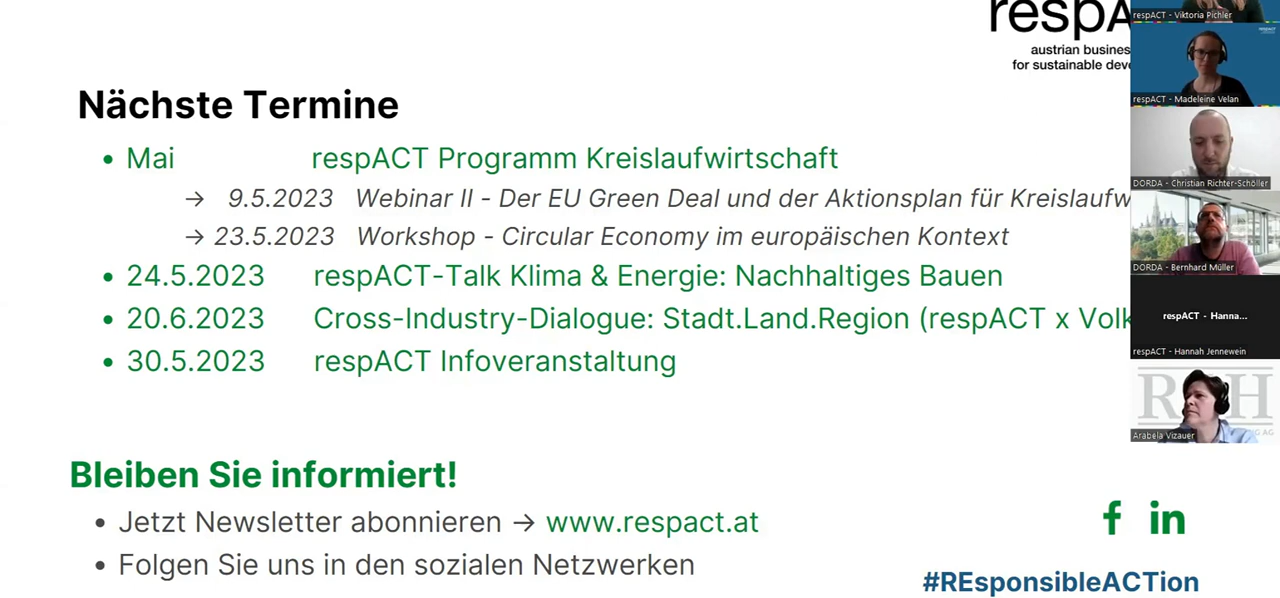 respA
austrian busines
for sustainable deve
Nächste Termine
• Mai respACT Programm Kreislaufwirtschaft
→ 9.5.2023 Webinar II - Der EU Green Deal und der Aktionsplan für Kreislaufw
→ 23.5.2023 Workshop - Circular Economy im europäischen Kontext
• 24.5.2023 respACT-Talk Klima & Energie: Nachhaltiges Bauen
• 20.6.2023 Cross-Industry-Dialogue: Stadt.Land.Region (respACT x Volk
• 30.5.2023 respACT Infoveranstaltung
Bleiben Sie informiert!
• Jetzt Newsletter abonnieren → www.respact.at
• Folgen Sie uns in den sozialen Netzwerken
f in
#REsponsibleACTion
respACT - Viktoria Pichler
respACT - Madeleine Velan
DORDA - Christian Richter-Schöller
DORDA - Bernhard Müller
respACT - Hanna...
respACT - Hannah Jennewein
R H
Arabela Vizauer